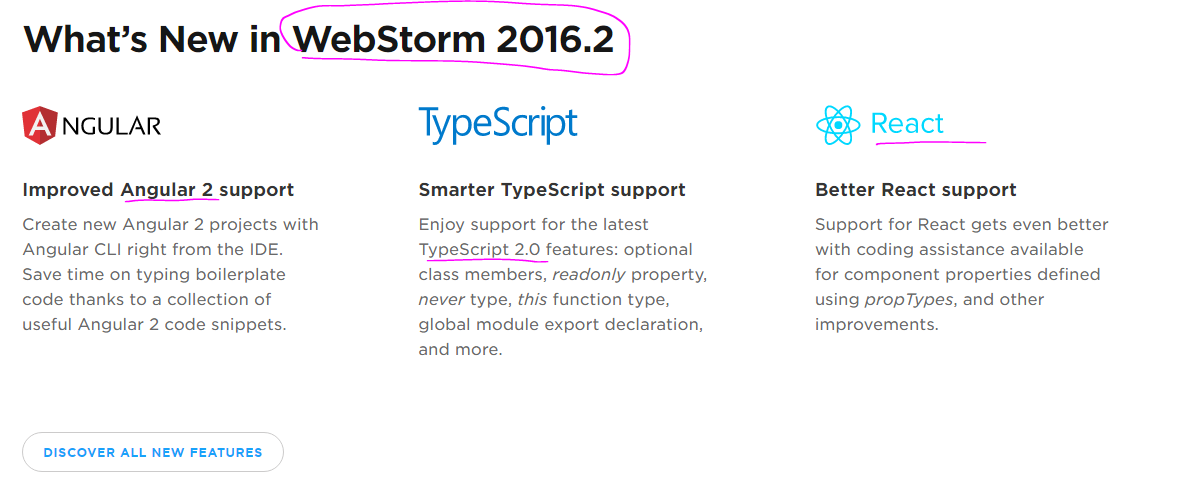 What's New in WebStorm 2016.2
ANGULAR
Improved Angular 2 support
Create new Angular 2 projects with
Angular CLI right from the IDE.
Save time on typing boilerplate
code thanks to a collection of
useful Angular 2 code snippets.
TypeScript
Smarter TypeScript support
Enjoy support for the latest
TypeScript 2.0 features: optional
class members, readonly property,
never type, this function type,
global module export declaration,
and more.
React
Better React support
Support for React gets even better
with coding assistance available
for component properties defined
using propTypes, and other
improvements.
DISCOVER ALL NEW FEATURES